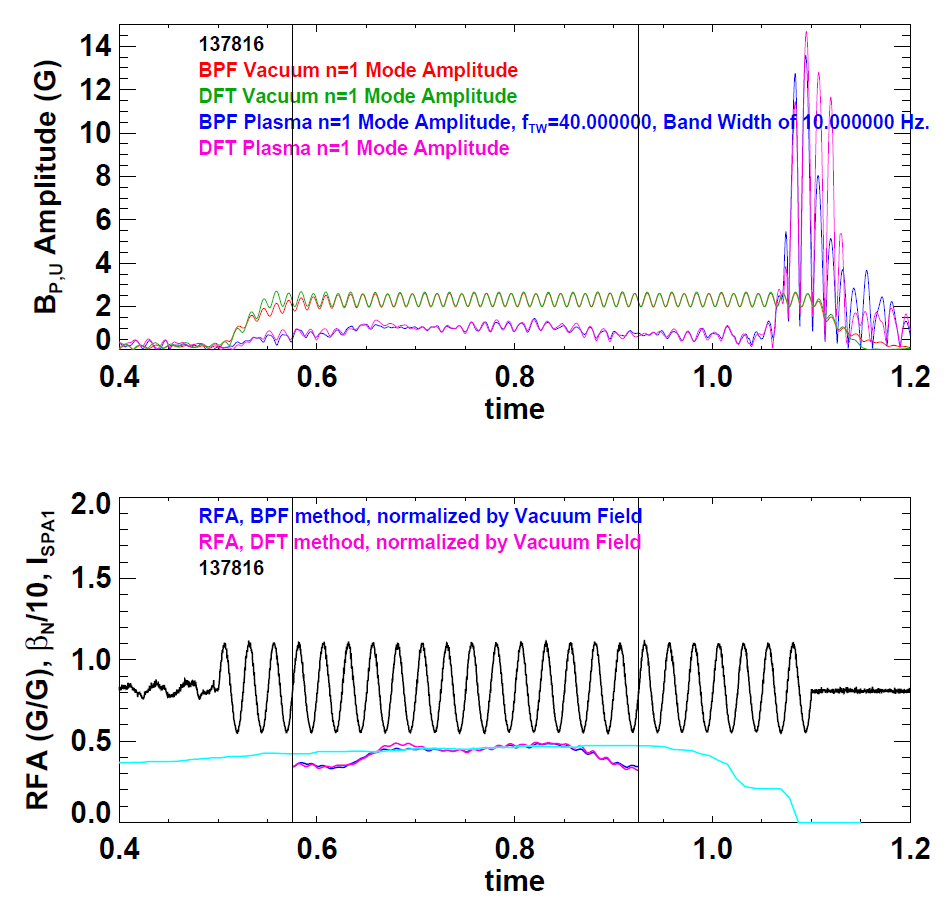 14
12
10
8
6
4
2
0
B_P,U Amplitude (G)
137816
BPF Vacuum n=1 Mode Amplitude
DFT Vacuum n=1 Mode Amplitude
BPF Plasma n=1 Mode Amplitude, f_TW=40.000000, Band Width of 10.000000 Hz.
DFT Plasma n=1 Mode Amplitude
0.4 0.6 0.8 1.0 1.2
time
2.0
1.5
1.0
0.5
0.0
RFA (G/G), β_N/10, I_SPA1
RFA, BPF method, normalized by Vacuum Field
RFA, DFT method, normalized by Vacuum Field
137816
0.4 0.6 0.8 1.0 1.2
time